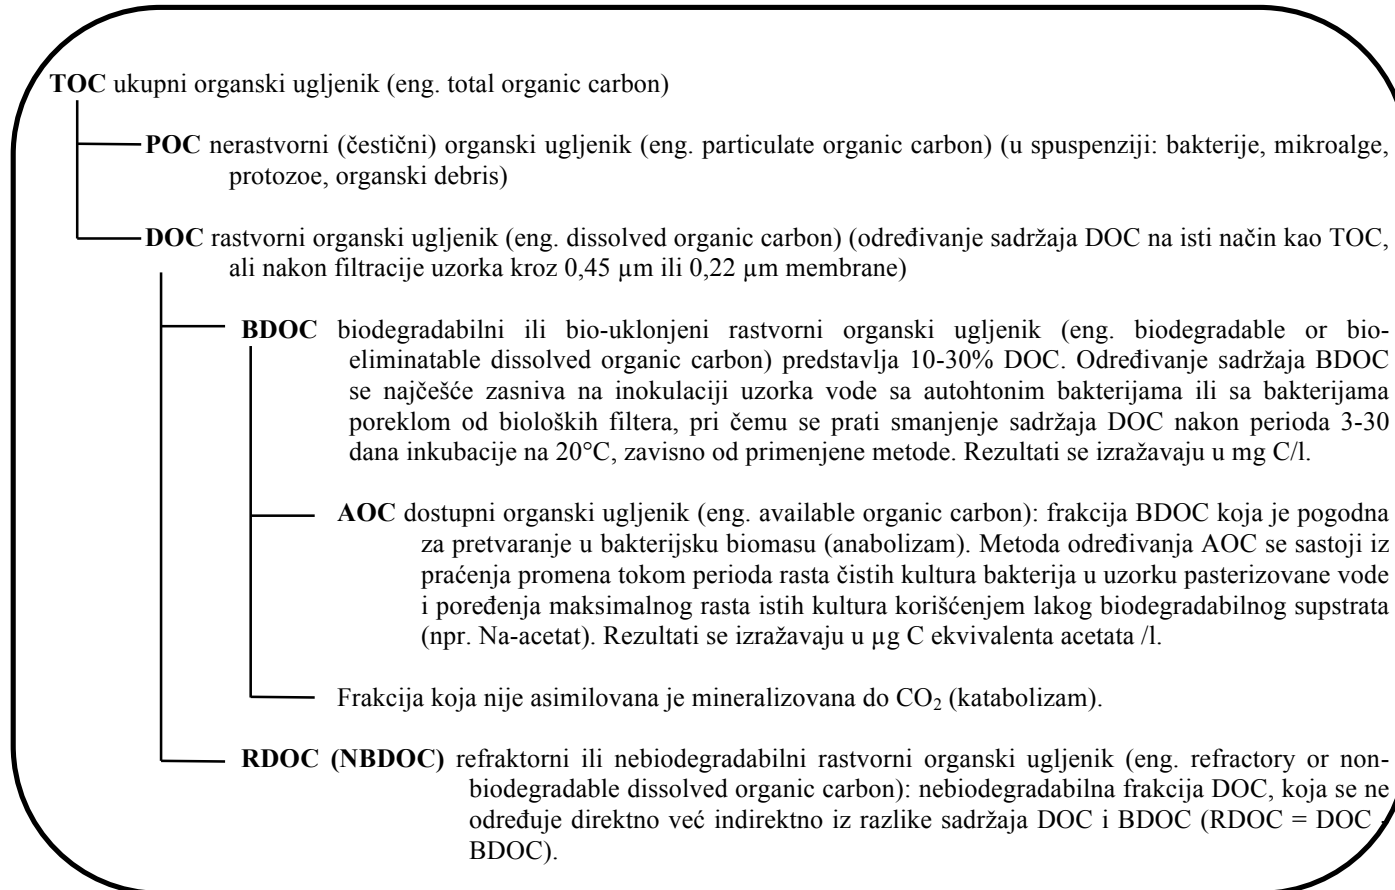 TOC ukupni organski ugljenik (eng. total organic carbon)
POC nerastvorni (čestični) organski ugljenik (eng. particulate organic carbon) (u spuspenziji: bakterije, mikroalge,
protozoe, organski debris)
DOC rastvorni organski ugljenik (eng. dissolved organic carbon) (određivanje sadržaja DOC na isti način kao TOC,
ali nakon filtracije uzorka kroz 0,45 µm ili 0,22 µm membrane)
BDOC biodegradabilni ili bio-uklonjeni rastvorni organski ugljenik (eng. biodegradable or bio-
eliminatable dissolved organic carbon) predstavlja 10-30% DOC. Određivanje sadržaja BDOC
se najčešće zasniva na inokulaciji uzorka vode sa autohtonim bakterijama ili sa bakterijama
poreklom od bioloških filtera, pri čemu se prati smanjenje sadržaja DOC nakon perioda 3-30
dana inkubacije na 20°C, zavisno od primenjene metode. Rezultati se izražavaju u mg C/l.
AOC dostupni organski ugljenik (eng. available organic carbon): frakcija BDOC koja je pogodna
za pretvaranje u bakterijsku biomasu (anabolizam). Metoda određivanja AOC se sastoji iz
praćenja promena tokom perioda rasta čistih kultura bakterija u uzorku pasterizovane vode
i poređenja maksimalnog rasta istih kultura korišćenjem lakog biodegradabilnog supstrata
(npr. Na-acetat). Rezultati se izražavaju u µg C ekvivalenta acetata /l.
Frakcija koja nije asimilovana je mineralizovana do CO₂ (katabolizam).
RDOC (NBDOC) refraktorni ili nebiodegradabilni rastvorni organski ugljenik (eng. refractory or non-
biodegradable dissolved organic carbon): nebiodegradabilna frakcija DOC, koja se ne
određuje direktno već indirektno iz razlike sadržaja DOC i BDOC (RDOC = DOC -
BDOC).